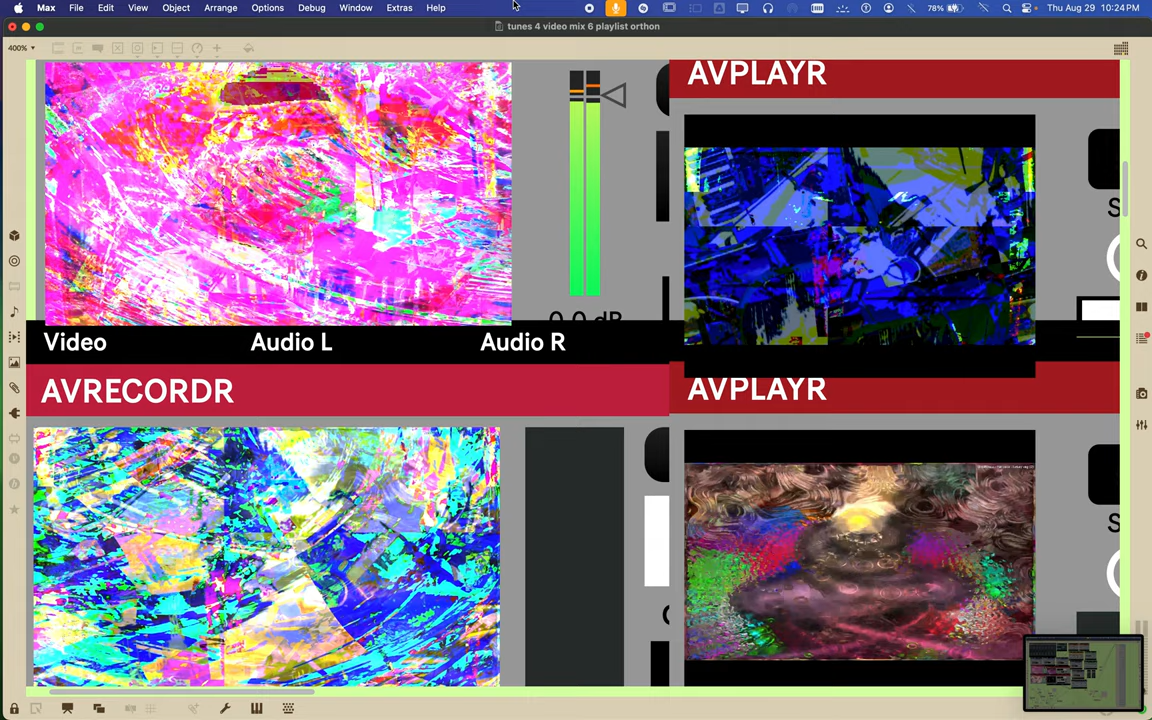 Max File Edit View Object Arrange Options Debug Window Extras Help 78% Thu Aug 29 10:24 PM
tunes 4 video mix 6 playlist orthon
400%
AVPLAYR
S
0.0 dB
Video Audio L Audio R
AVRECORDR
AVPLAYR
S